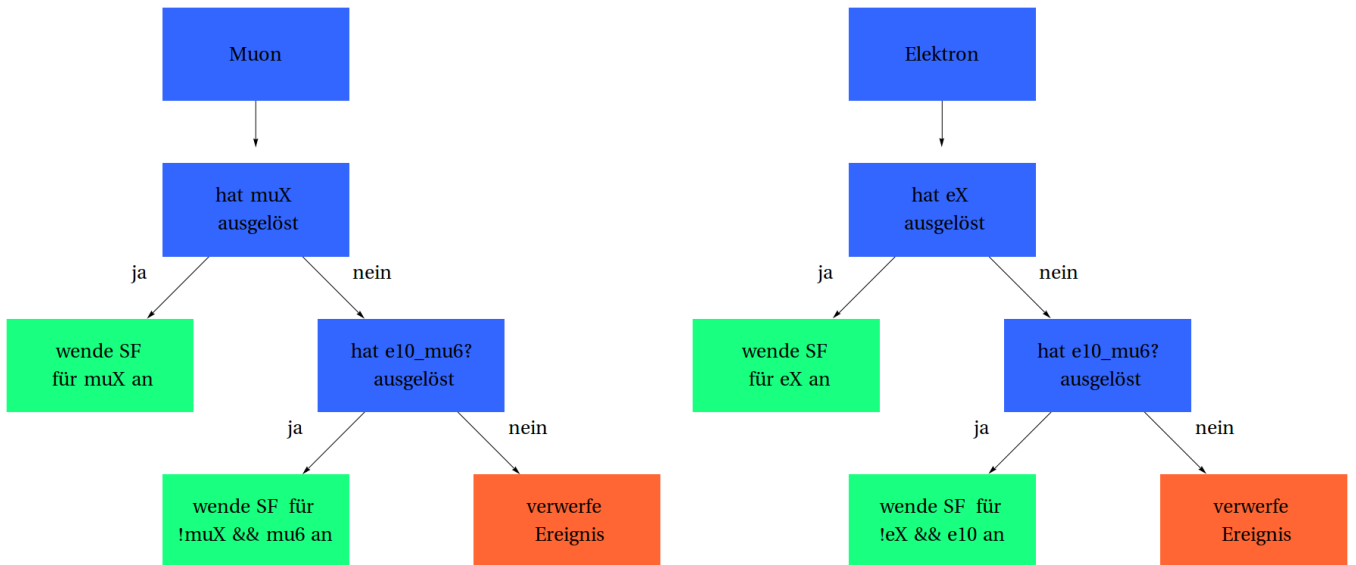 Muon
hat muX
ausgelöst
ja
nein
wende SF
für muX an
hat e10_mu6?
ausgelöst
ja
nein
wende SF für
!muX && mu6 an
verwerfe
Ereignis
Elektron
hat eX
ausgelöst
ja
nein
wende SF
für eX an
hat e10_mu6?
ausgelöst
ja
nein
wende SF für
!eX && e10 an
verwerfe
Ereignis